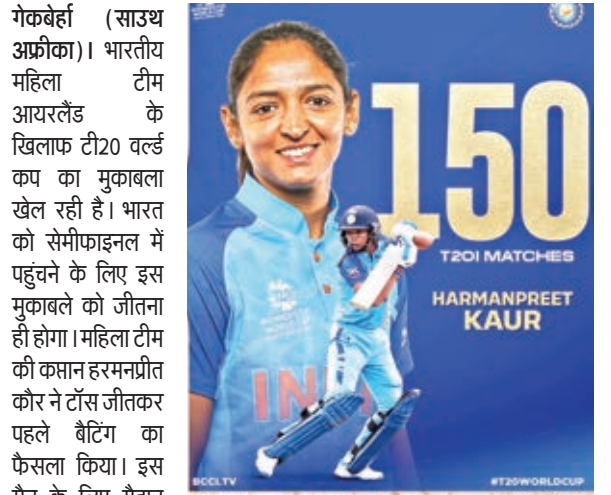 गेकबेर्हा (साउथ
अफ्रीका)। भारतीय
महिला टीम
आयरलैंड के
खिलाफ टी20 वर्ल्ड
कप का मुकाबला
खेल रही है। भारत
को सेमीफाइनल में
पहुंचने के लिए इस
मुकाबले को जीतना
ही होगा। महिला टीम
की कप्तान हरमनप्रीत
कौर ने टॉस जीतकर
पहले बैटिंग का
फैसला किया। इस
150
T20I MATCHES
HARMANPREET
KAUR
IN
BCCI.TV
#T20WORLDCUP